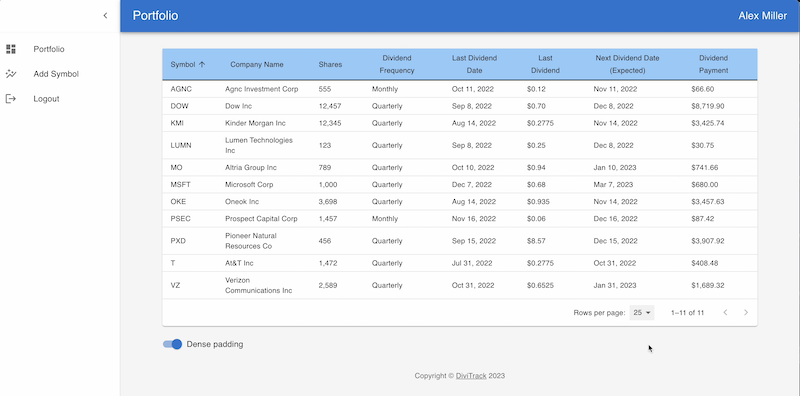 Portfolio
Alex Miller
Portfolio
Add Symbol
Logout
Symbol Company Name Shares Dividend Frequency Last Dividend Date Last Dividend Next Dividend Date (Expected) Dividend Payment
AGNC Agnc Investment Corp 555 Monthly Oct 11, 2022 $0.12 Nov 11, 2022 $66.60
DOW Dow Inc 12,457 Quarterly Sep 8, 2022 $0.70 Dec 8, 2022 $8,719.90
KMI Kinder Morgan Inc 12,345 Quarterly Aug 14, 2022 $0.2775 Nov 14, 2022 $3,425.74
LUMN Lumen Technologies Inc 123 Quarterly Sep 8, 2022 $0.25 Dec 8, 2022 $30.75
MO Altria Group Inc 789 Quarterly Oct 10, 2022 $0.94 Jan 10, 2023 $741.66
MSFT Microsoft Corp 1,000 Quarterly Dec 7, 2022 $0.68 Mar 7, 2023 $680.00
OKE Oneok Inc 3,698 Quarterly Aug 14, 2022 $0.935 Nov 14, 2022 $3,457.63
PSEC Prospect Capital Corp 1,457 Monthly Nov 16, 2022 $0.06 Dec 16, 2022 $87.42
PXD Pioneer Natural Resources Co 456 Quarterly Sep 15, 2022 $8.57 Dec 15, 2022 $3,907.92
T At&T Inc 1,472 Quarterly Jul 31, 2022 $0.2775 Oct 31, 2022 $408.48
VZ Verizon Communications Inc 2,589 Quarterly Oct 31, 2022 $0.6525 Jan 31, 2023 $1,689.32
Rows per page: 25 1–11 of 11
Dense padding
Copyright © DiviTrack 2023